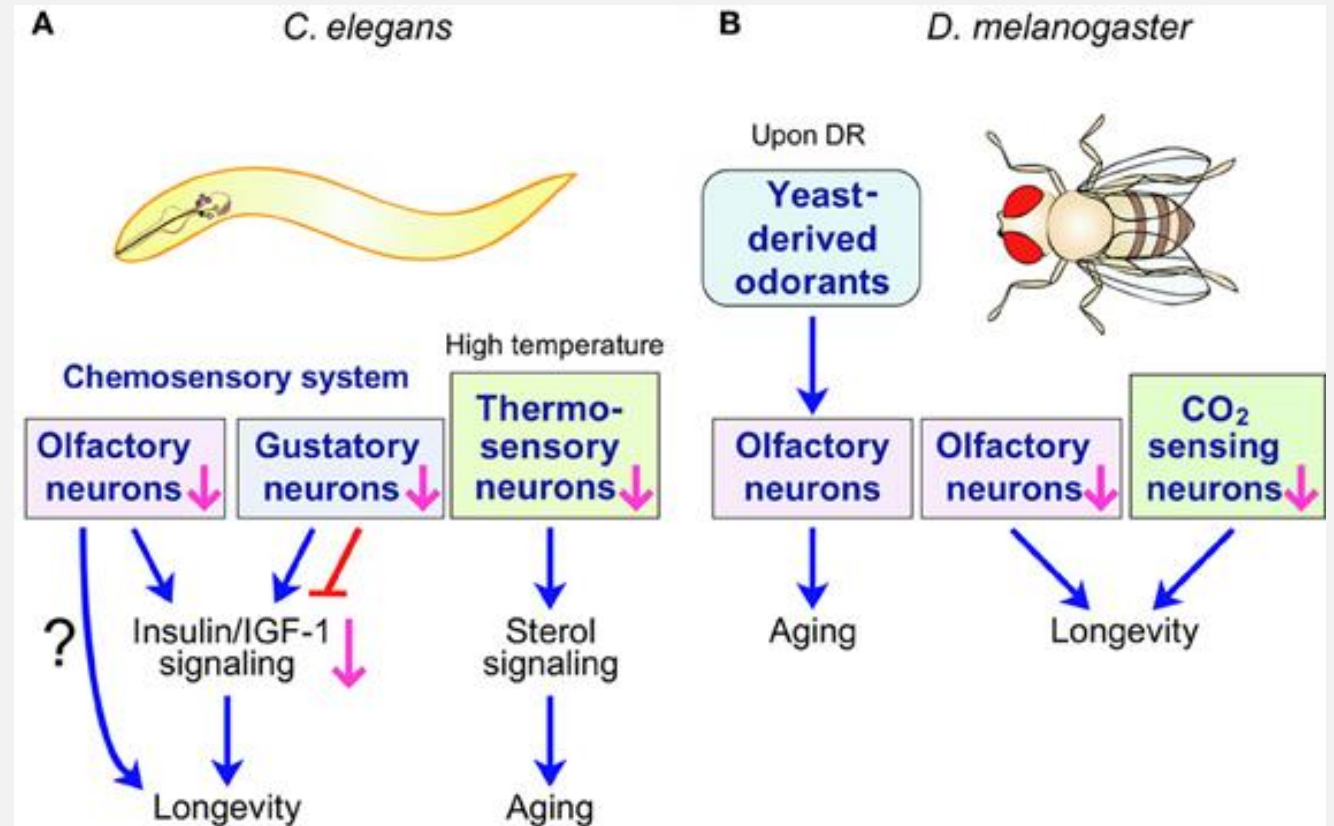 A
C. elegans
Chemosensory system
Olfactory
neurons
Gustatory
neurons
High temperature
Thermo-
sensory
neurons
?
Insulin/IGF-1
signaling
Sterol
signaling
Longevity
Aging
B
D. melanogaster
Upon DR
Yeast-
derived
odorants
Olfactory
neurons
Olfactory
neurons
CO₂
sensing
neurons
Aging
Longevity